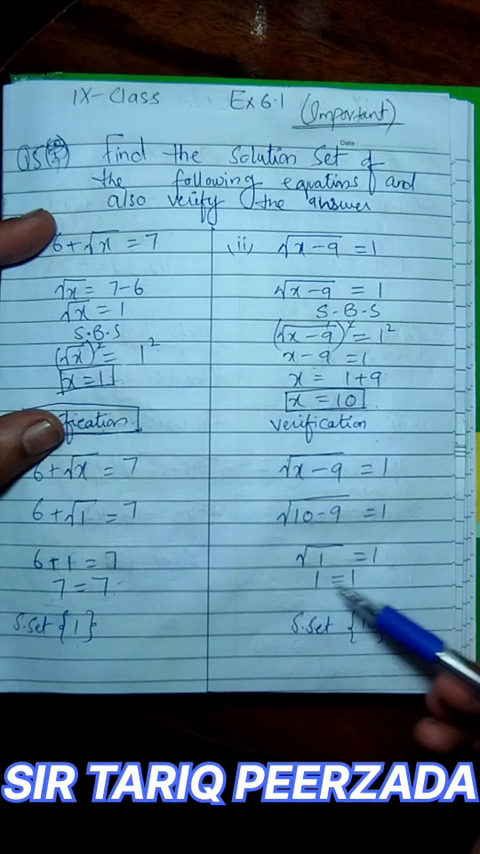 IX-Class Ex 6.1 (Important)
Date
Q5 Find the Solution Set of
the following equations and
also verify the answer
6+√x = 7
√x = 7-6
√x = 1
S.B.S
(√x)² = 1²
x = 1
6+√x = 7
6+√1 = 7
6+1 = 7
7 = 7
S.Set {1}
(ii) √x-9 = 1
√x-9 = 1
S.B.S
(√x-9)² = 1²
x-9 = 1
x = 1+9
x = 10
verification
√x-9 = 1
√10-9 = 1
√1 = 1
1 = 1
S.Set {
SIR TARIQ PEERZADA